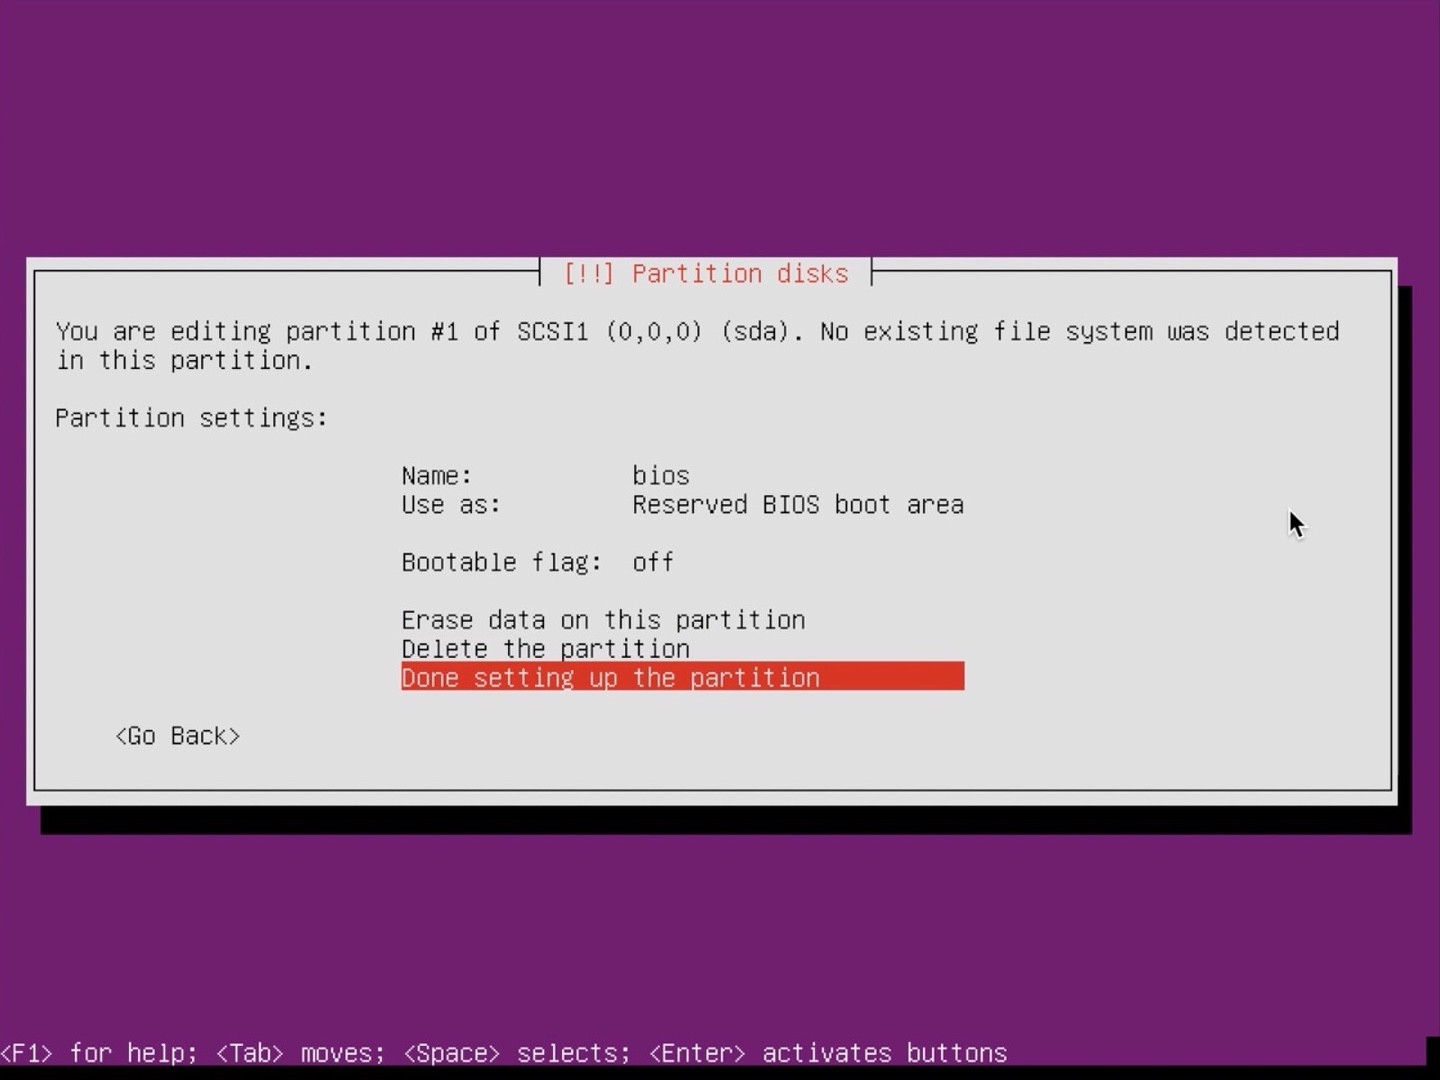 [!!] Partition disks
You are editing partition #1 of SCSI1 (0,0,0) (sda). No existing file system was detected
in this partition.
Partition settings:
Name: bios
Use as: Reserved BIOS boot area
Bootable flag: off
Erase data on this partition
Delete the partition
Done setting up the partition
<Go Back>
<F1> for help; <Tab> moves; <Space> selects; <Enter> activates buttons